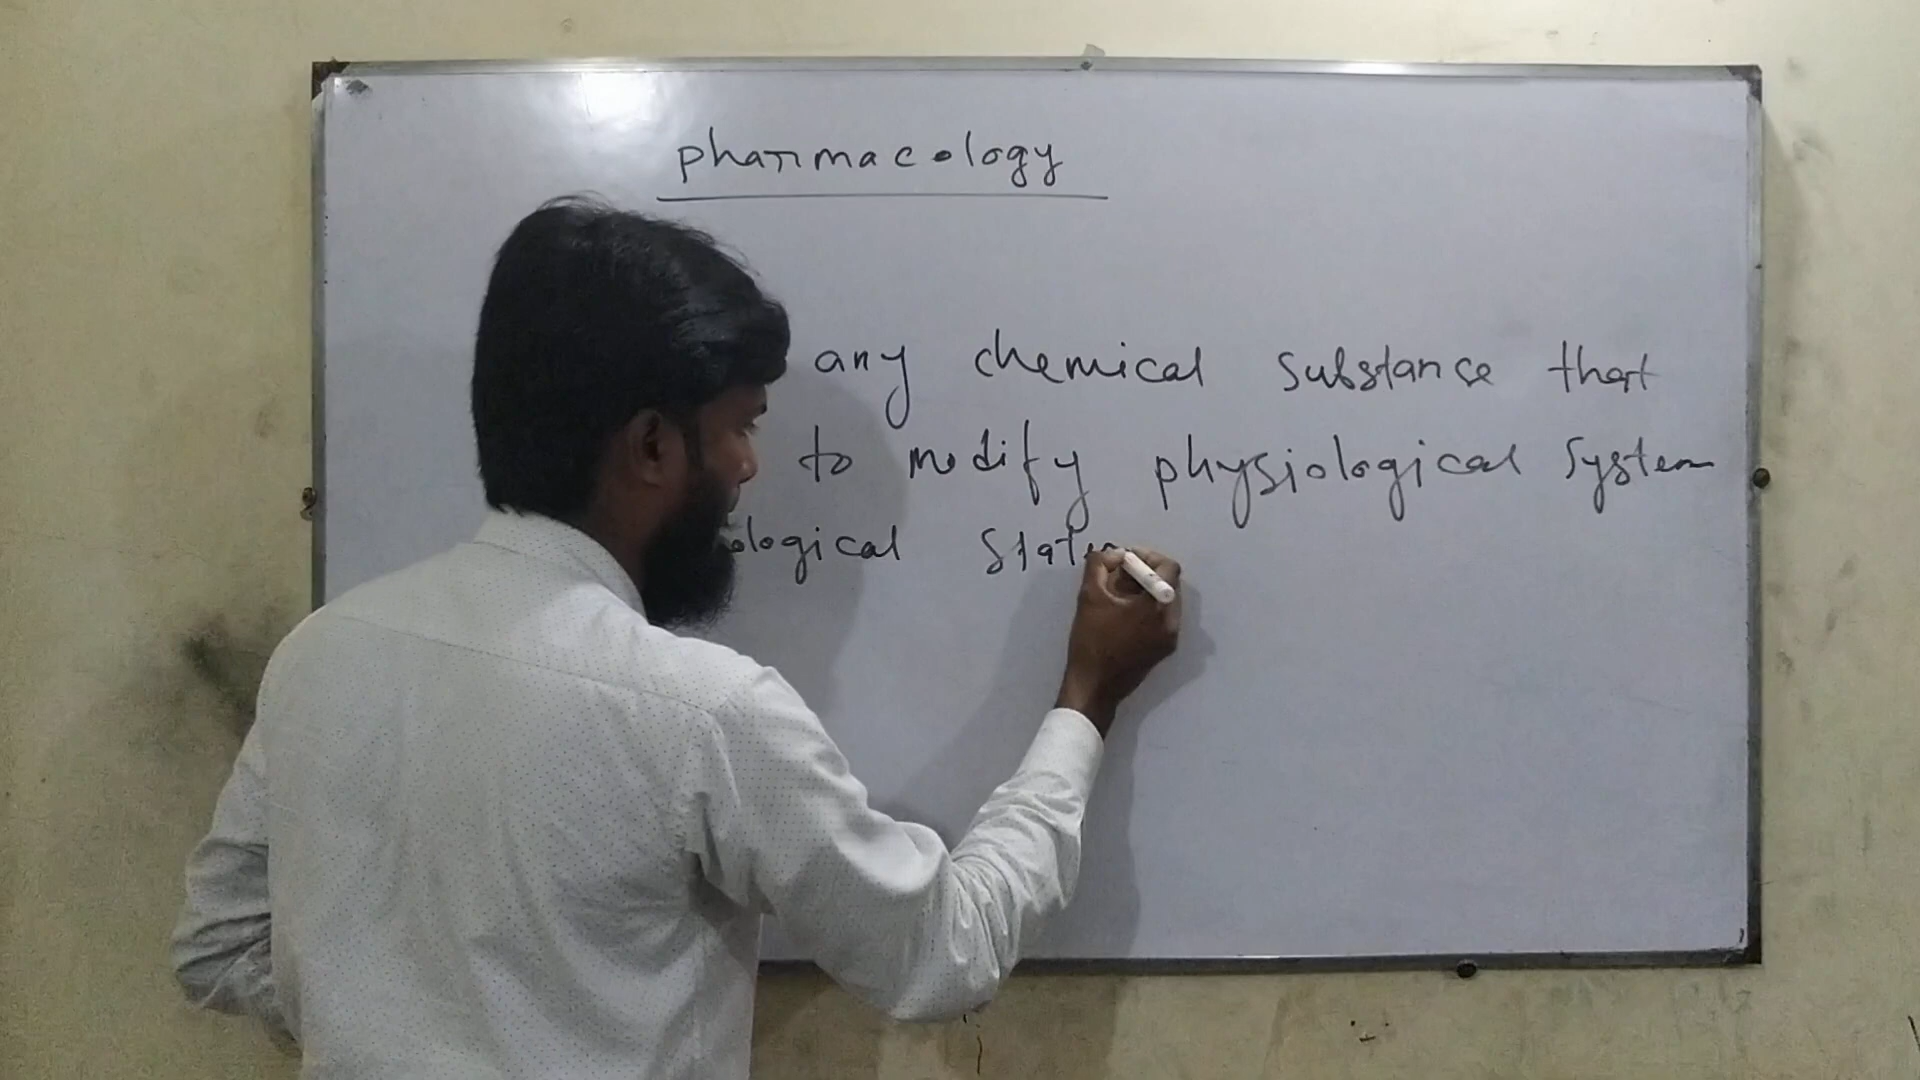 pharmacology
any chemical substance that
to modify physiological system
ological State